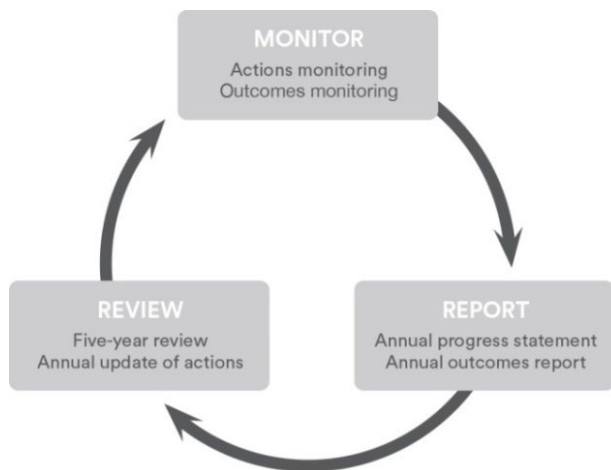 MONITOR
Actions monitoring
Outcomes monitoring
REVIEW
Five-year review
Annual update of actions
REPORT
Annual progress statement
Annual outcomes report